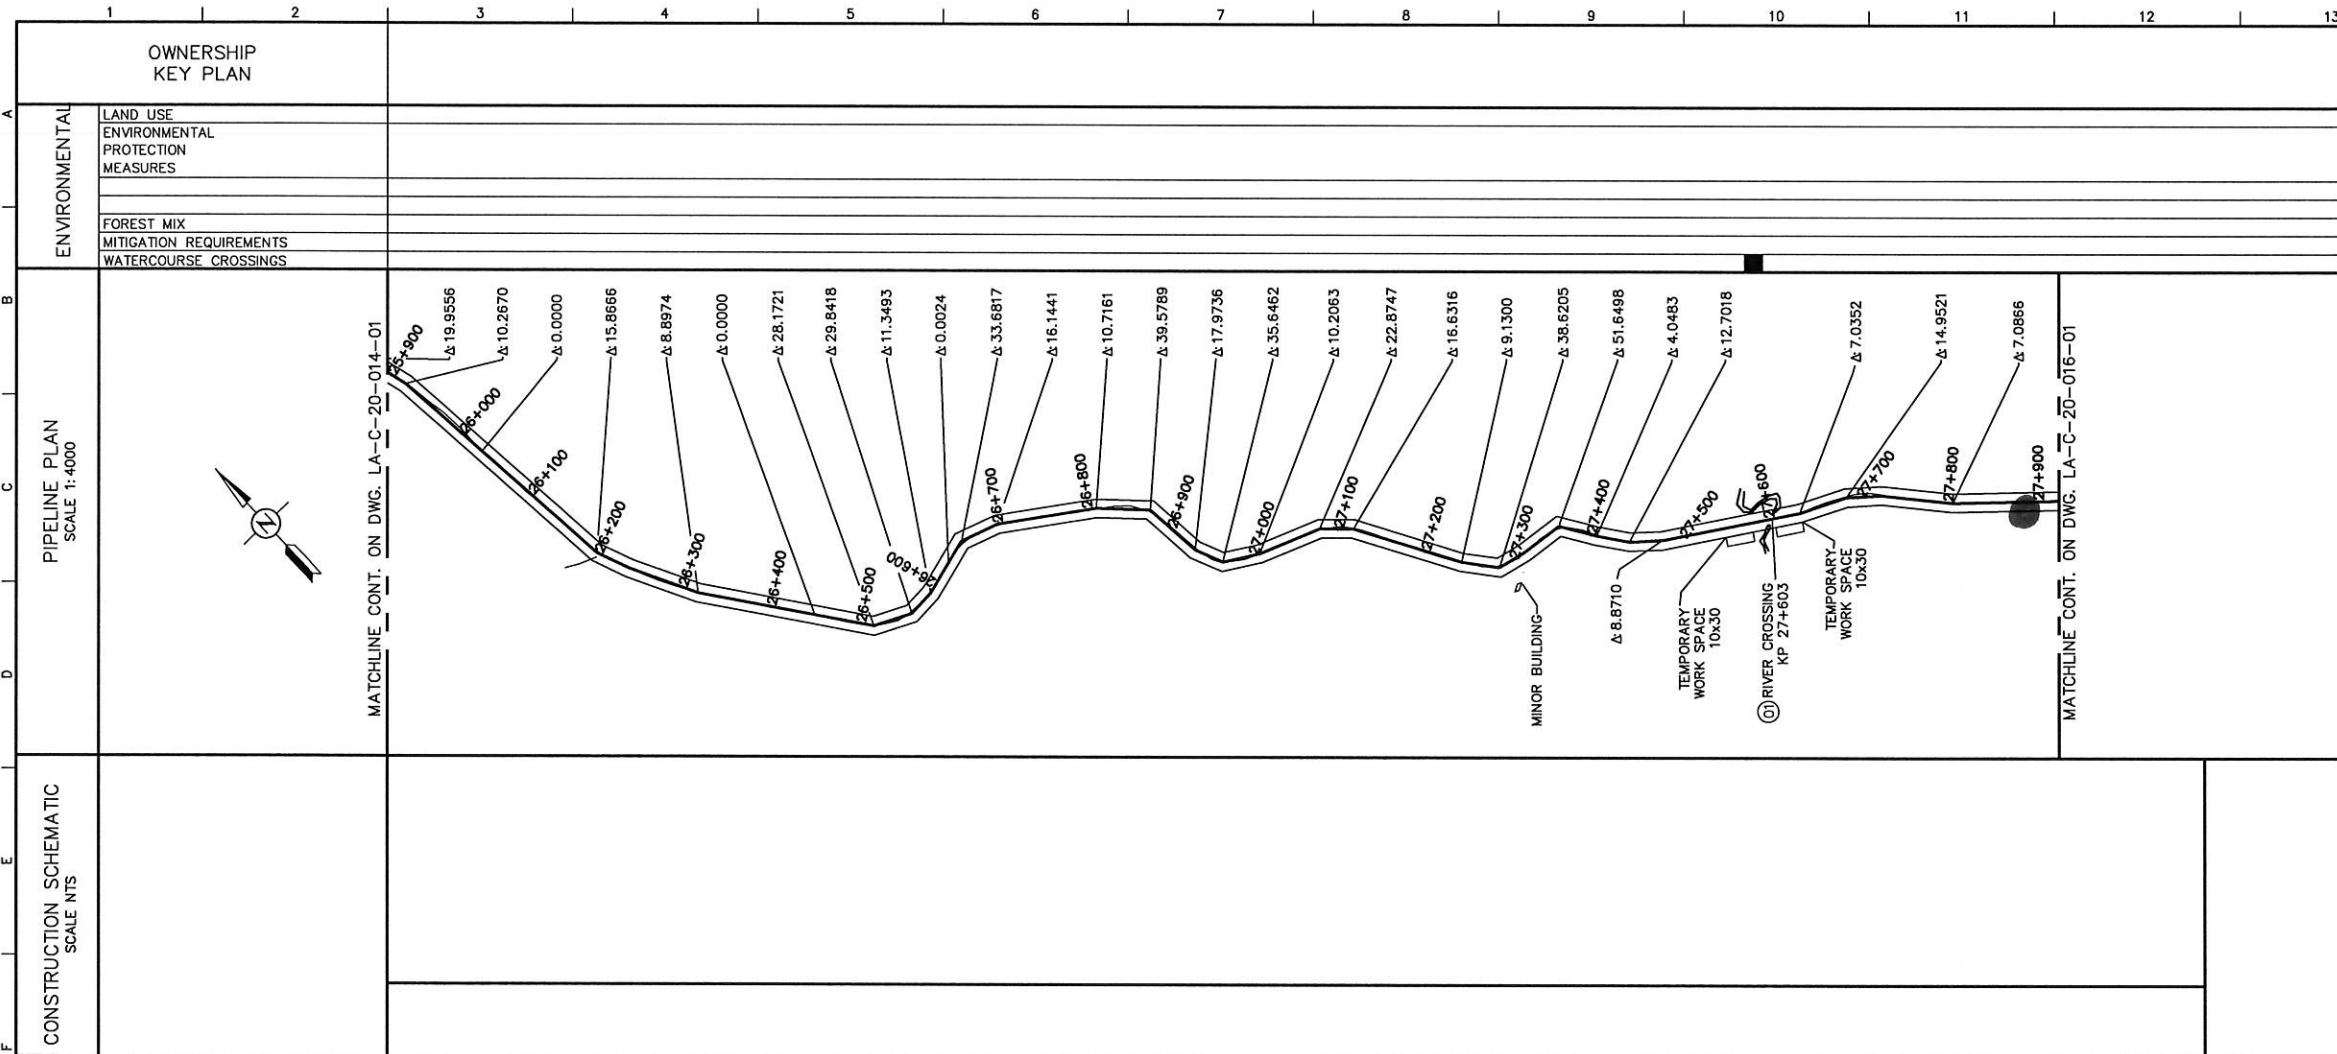 1 2 3 4 5 6 7 8 9 10 11 12 13
OWNERSHIP
KEY PLAN
A
ENVIRONMENTAL
LAND USE
ENVIRONMENTAL
PROTECTION
MEASURES
FOREST MIX
MITIGATION REQUIREMENTS
WATERCOURSE CROSSINGS
B
C
D
PIPELINE PLAN
SCALE 1:4000
N
MATCHLINE CONT. ON DWG. LA-C-20-014-01
Δ:19.9556
Δ:10.2670
Δ:0.0000
Δ:15.8666
Δ:8.8974
Δ:0.0000
Δ:28.1721
Δ:29.8418
Δ:11.3493
Δ:0.0024
Δ:33.6817
Δ:16.1441
Δ:10.7161
Δ:39.5789
Δ:17.9736
Δ:35.6462
Δ:10.2063
Δ:22.8747
Δ:16.6316
Δ:9.1300
Δ:38.6205
Δ:51.6498
Δ:4.0483
Δ:12.7018
Δ:7.0352
Δ:14.9521
Δ:7.0866
25+900
26+000
26+100
26+200
26+300
26+400
26+500
26+600
26+700
26+800
26+900
27+000
27+100
27+200
27+300
27+400
27+500
27+600
27+700
27+800
27+900
MINOR BUILDING
Δ:8.8710
TEMPORARY
WORK SPACE
10x30
01 RIVER CROSSING
KP 27+603
TEMPORARY
WORK SPACE
10x30
MATCHLINE CONT. ON DWG. LA-C-20-016-01
E
F
CONSTRUCTION SCHEMATIC
SCALE NTS